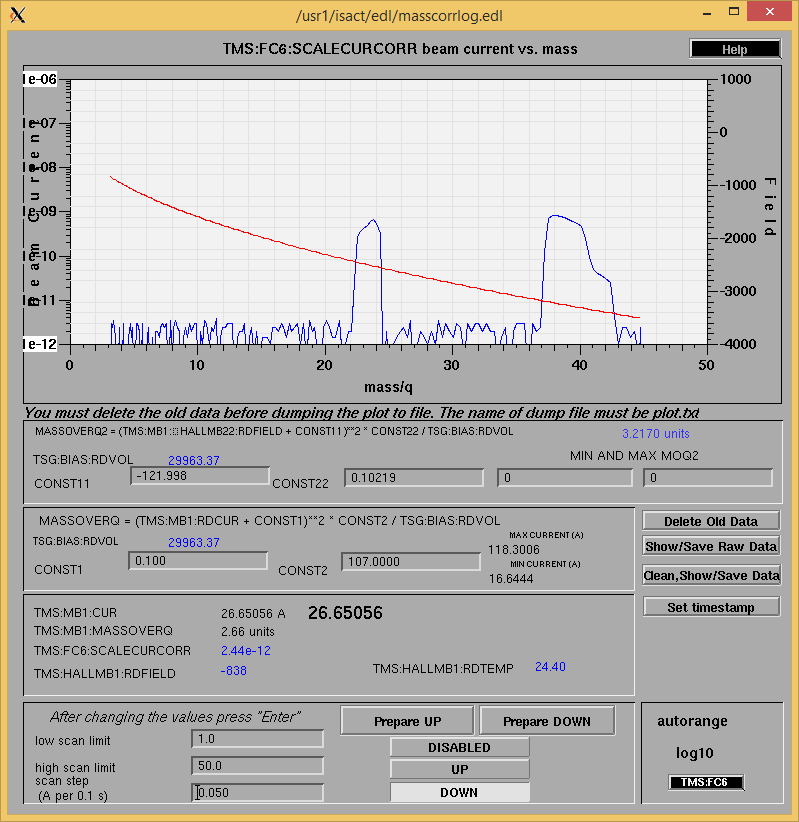 /usr1/isact/edl/masscorrlog.edl
TMS:FC6:SCALECURCORR beam current vs. mass
Help
1e-06
1e-07
1e-08
1e-09
1e-10
1e-11
1e-12
Beam Current
1000
0
-1000
-2000
-3000
-4000
Field
0 10 20 30 40 50
mass/q
You must delete the old data before dumping the plot to file. The name of dump file must be plot.txt
MASSOVERQ2 = (TMS:MB1:HALLMB22:RDFIELD + CONST11)**2 * CONST22 / TSG:BIAS:RDVOL
3.2170 units
TSG:BIAS:RDVOL 29963.37
MIN AND MAX MOQ2
CONST11 -121.998 CONST22 0.10219 0 0
MASSOVERQ = (TMS:MB1:RDCUR + CONST1)**2 * CONST2 / TSG:BIAS:RDVOL
TSG:BIAS:RDVOL 29963.37
MAX CURRENT (A)
118.3006
CONST1 0.100 CONST2 107.0000
MIN CURRENT (A)
16.6444
Delete Old Data
Show/Save Raw Data
Clean,Show/Save Data
Set timestamp
TMS:MB1:CUR 26.65056 A 26.65056
TMS:MB1:MASSOVERQ 2.66 units
TMS:FC6:SCALECURCORR 2.44e-12
TMS:HALLMB1:RDFIELD -838
TMS:HALLMB1:RDTEMP 24.40
After changing the values press "Enter"
low scan limit 1.0
high scan limit 50.0
scan step
(A per 0.1 s) 0.050
Prepare UP Prepare DOWN
DISABLED
UP
DOWN
autorange
log10
TMS:FC6